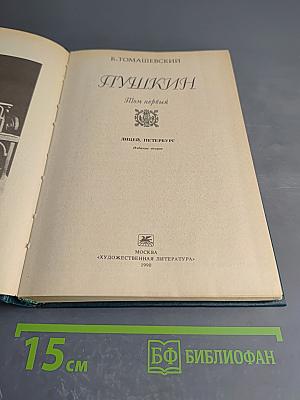 Б. ТОМАШЕВСКИЙ
ПУШКИН
Том первый
ЛИЦЕЙ, ПЕТЕРБУРГ
Издание второе
МОСКВА
«ХУДОЖЕСТВЕННАЯ ЛИТЕРАТУРА»
1990
15 см
БФ БИБЛИОФАН